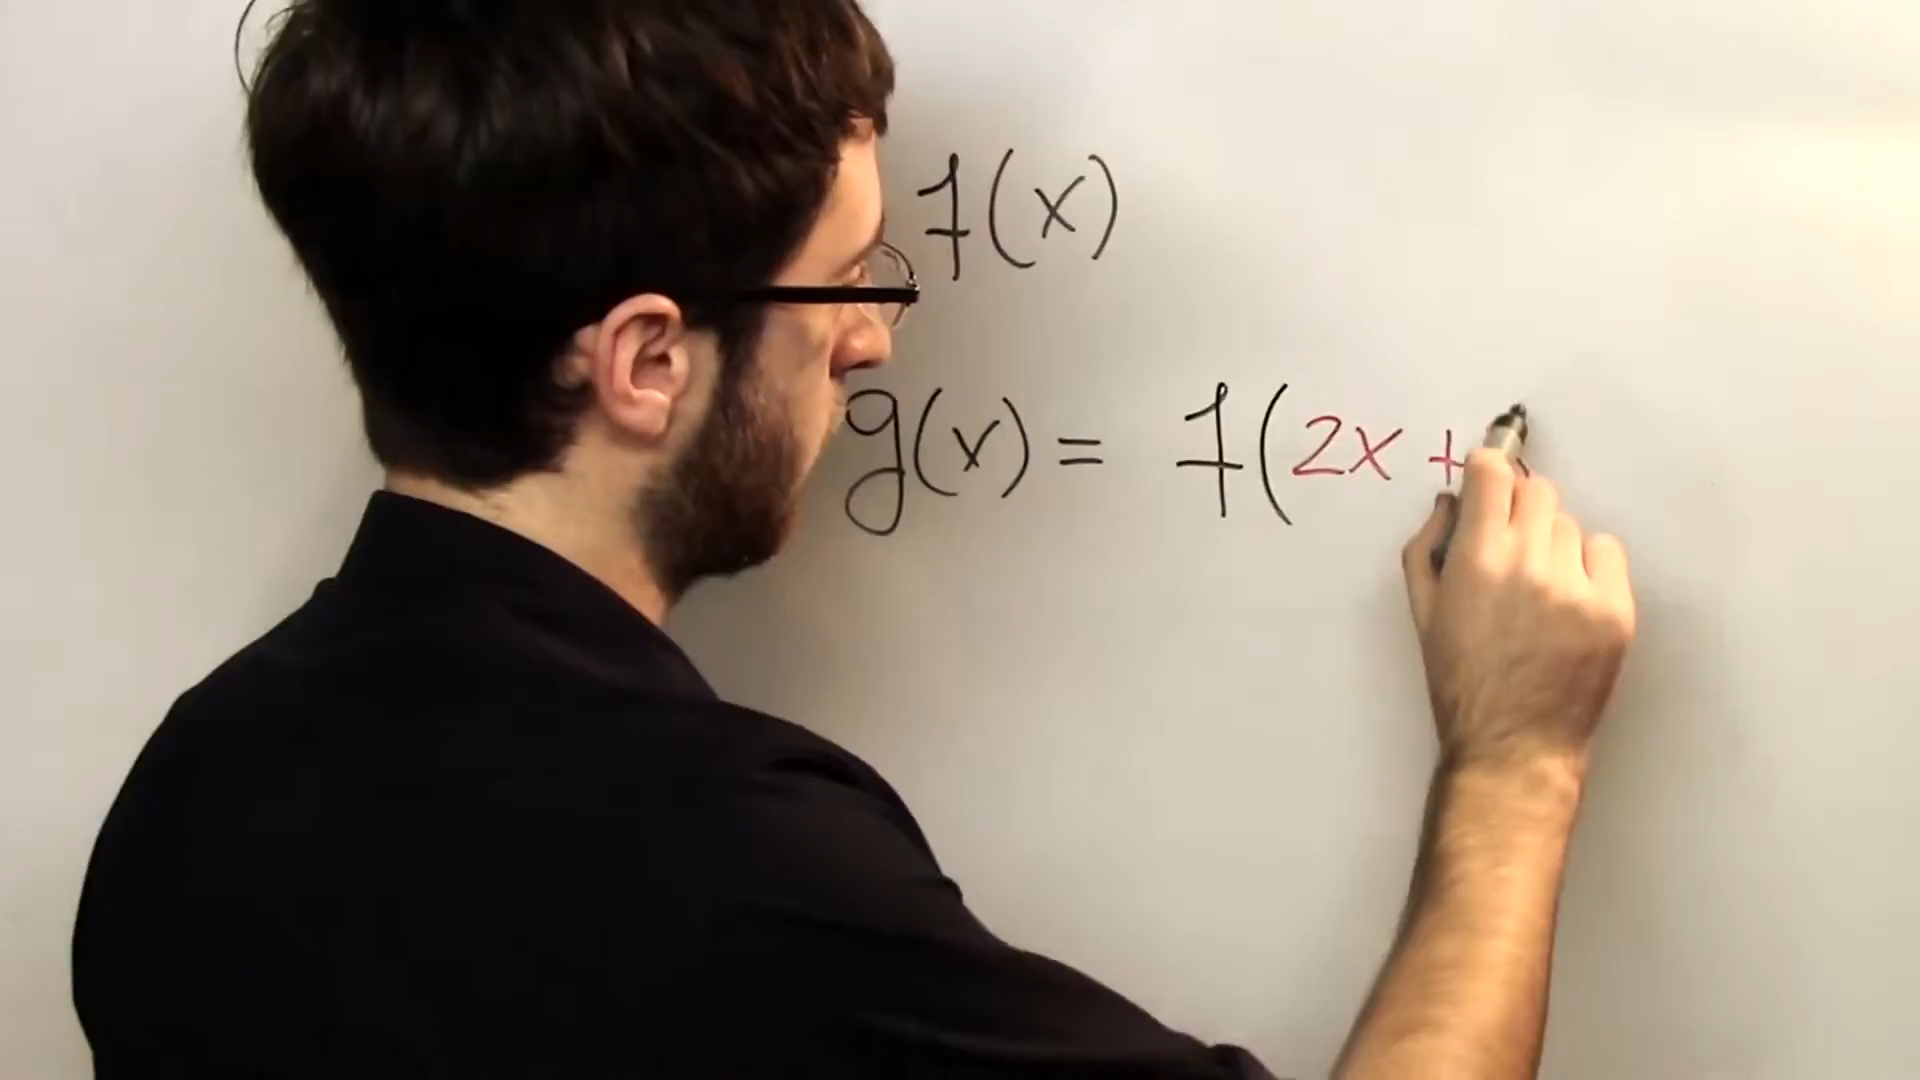 f(x)
g(x) = f(2x +